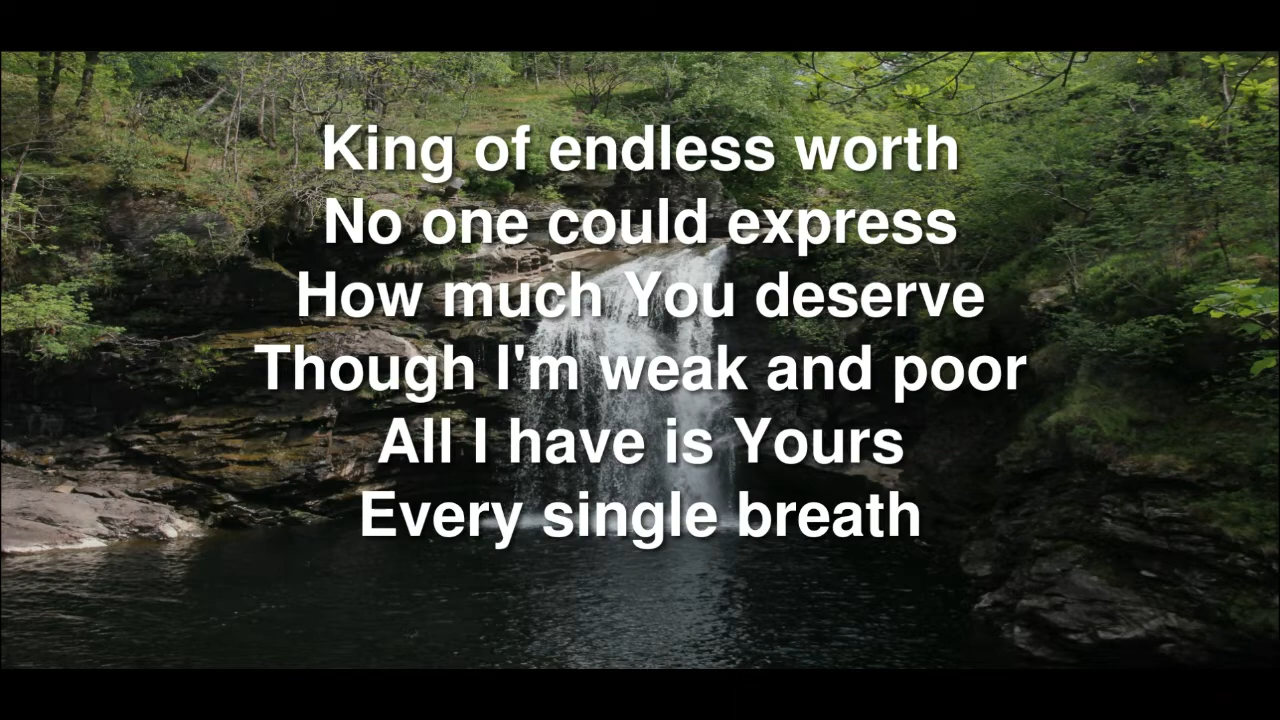 King of endless worth
No one could express
How much You deserve
Though I'm weak and poor
All I have is Yours
Every single breath